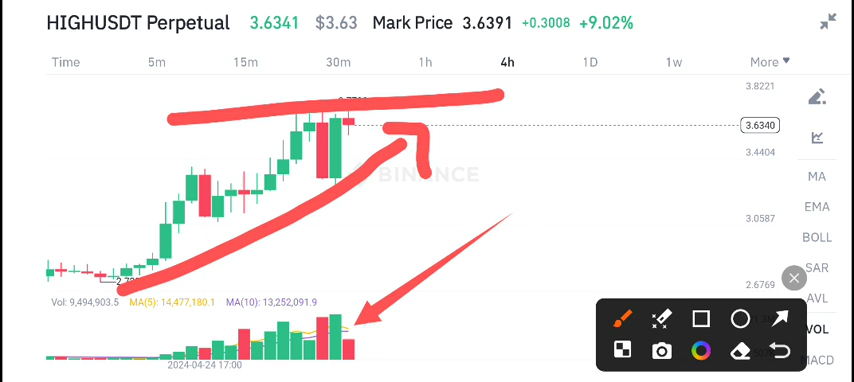 HIGHUSDT Perpetual 3.6341 $3.63 Mark Price 3.6391 +0.3008 +9.02%
Time 5m 15m 30m 1h 4h 1D 1w More
3.8221
3.6340
3.4404
BINANCE
MA
EMA
3.0587
BOLL
SAR
2.6769
AVL
Vol: 9,494,903.5 MA(5): 14,477,180.1 MA(10): 13,252,091.9
VOL
MACD
2024-04-24 17:00